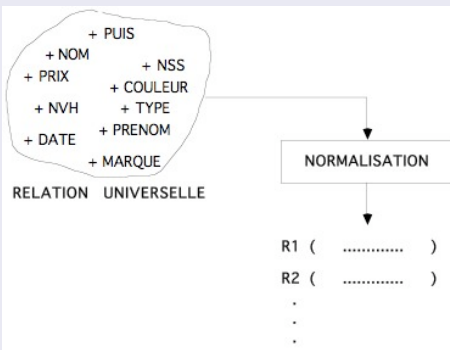 + PUIS
+ NOM
+ NSS
+ PRIX
+ COULEUR
+ NVH
+ TYPE
+ DATE
+ PRENOM
+ MARQUE
RELATION UNIVERSELLE
NORMALISATION
R1 ( ............. )
R2 ( ............. )
.
.
.